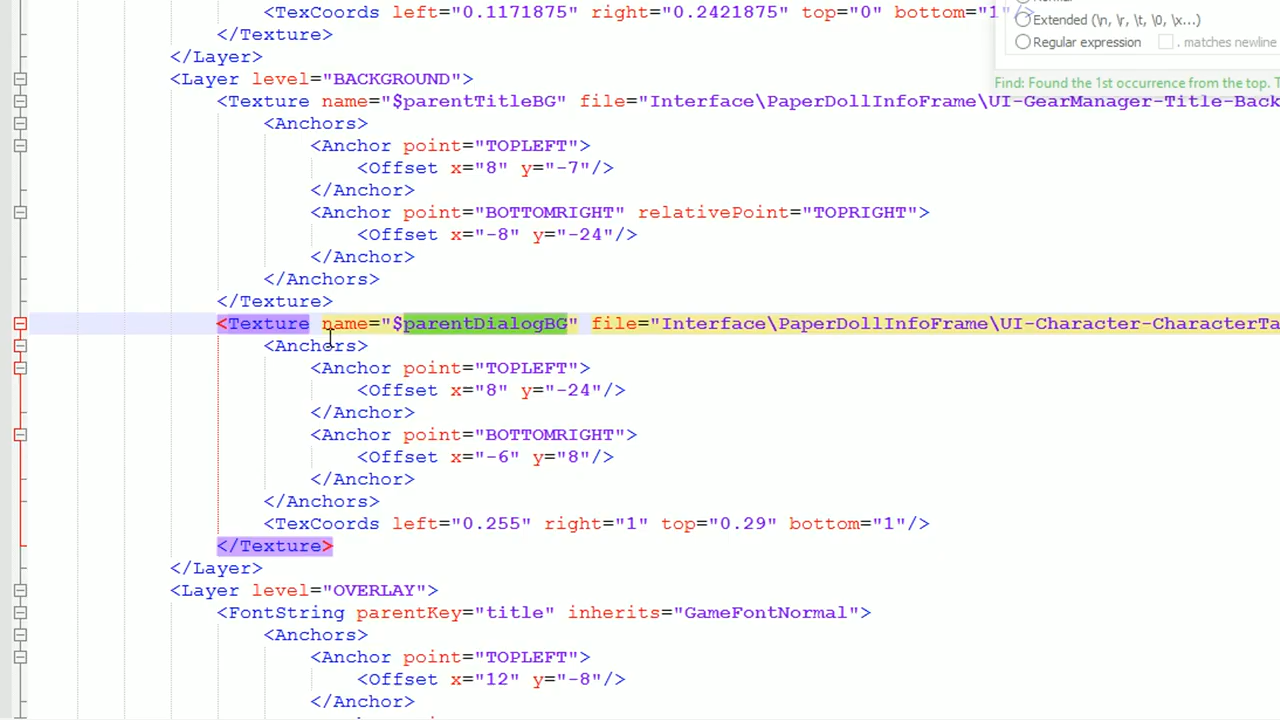 <TexCoords left="0.1171875" right="0.2421875" top="0" bottom="1"/>
</Texture>
</Layer>
<Layer level="BACKGROUND">
<Texture name="$parentTitleBG" file="Interface\PaperDollInfoFrame\UI-GearManager-Title-Back
<Anchors>
<Anchor point="TOPLEFT">
<Offset x="8" y="-7"/>
</Anchor>
<Anchor point="BOTTOMRIGHT" relativePoint="TOPRIGHT">
<Offset x="-8" y="-24"/>
</Anchor>
</Anchors>
</Texture>
<Texture name="$parentDialogBG" file="Interface\PaperDollInfoFrame\UI-Character-CharacterTa
<Anchors>
<Anchor point="TOPLEFT">
<Offset x="8" y="-24"/>
</Anchor>
<Anchor point="BOTTOMRIGHT">
<Offset x="-6" y="8"/>
</Anchor>
</Anchors>
<TexCoords left="0.255" right="1" top="0.29" bottom="1"/>
</Texture>
</Layer>
<Layer level="OVERLAY">
<FontString parentKey="title" inherits="GameFontNormal">
<Anchors>
<Anchor point="TOPLEFT">
<Offset x="12" y="-8"/>
</Anchor>
Extended (\n, \r, \t, \0, \x...)
Regular expression
. matches newline
Find: Found the 1st occurrence from the top. T